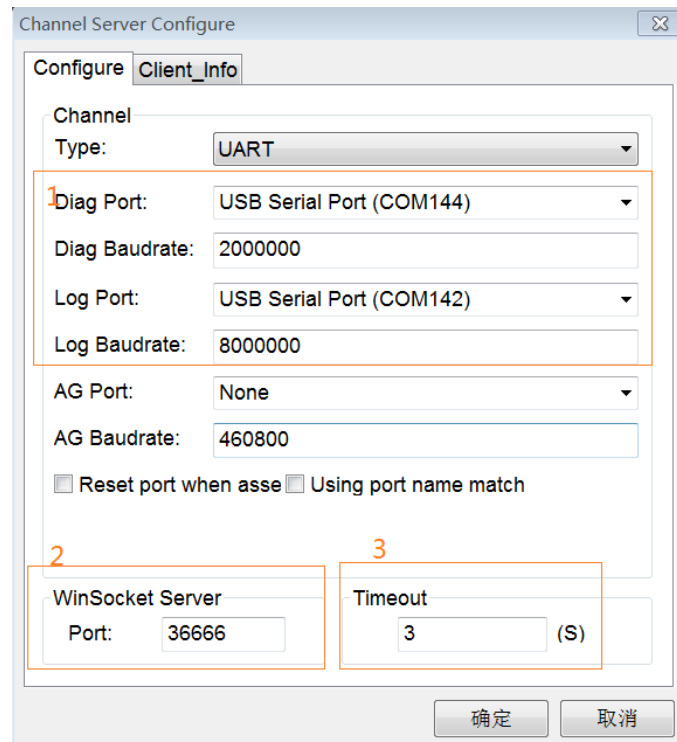 Channel Server Configure
Configure Client_Info
Channel
Type: UART
1
Diag Port: USB Serial Port (COM144)
Diag Baudrate: 2000000
Log Port: USB Serial Port (COM142)
Log Baudrate: 8000000
AG Port: None
AG Baudrate: 460800
Reset port when asse Using port name match
2 3
WinSocket Server Timeout
Port: 36666 3 (S)
确定 取消